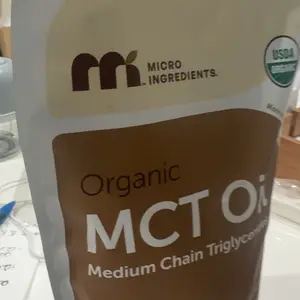 MICRO
INGREDIENTS
USDA
ORGANIC
Organic
MCT Oi
Medium Chain Triglyce